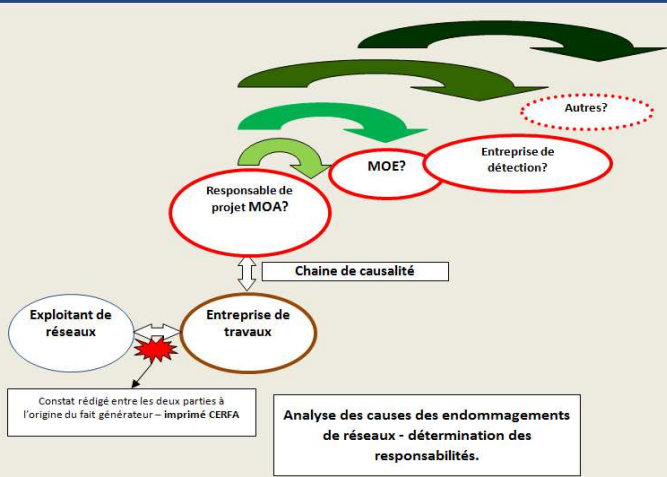 Autres?
Entreprise de
détection?
MOE?
Responsable de
projet MOA?
Chaine de causalité
Exploitant de
réseaux
Entreprise de
travaux
Constat rédigé entre les deux parties à
l'origine du fait générateur – imprimé CERFA
Analyse des causes des endommagements
de réseaux - détermination des
responsabilités.